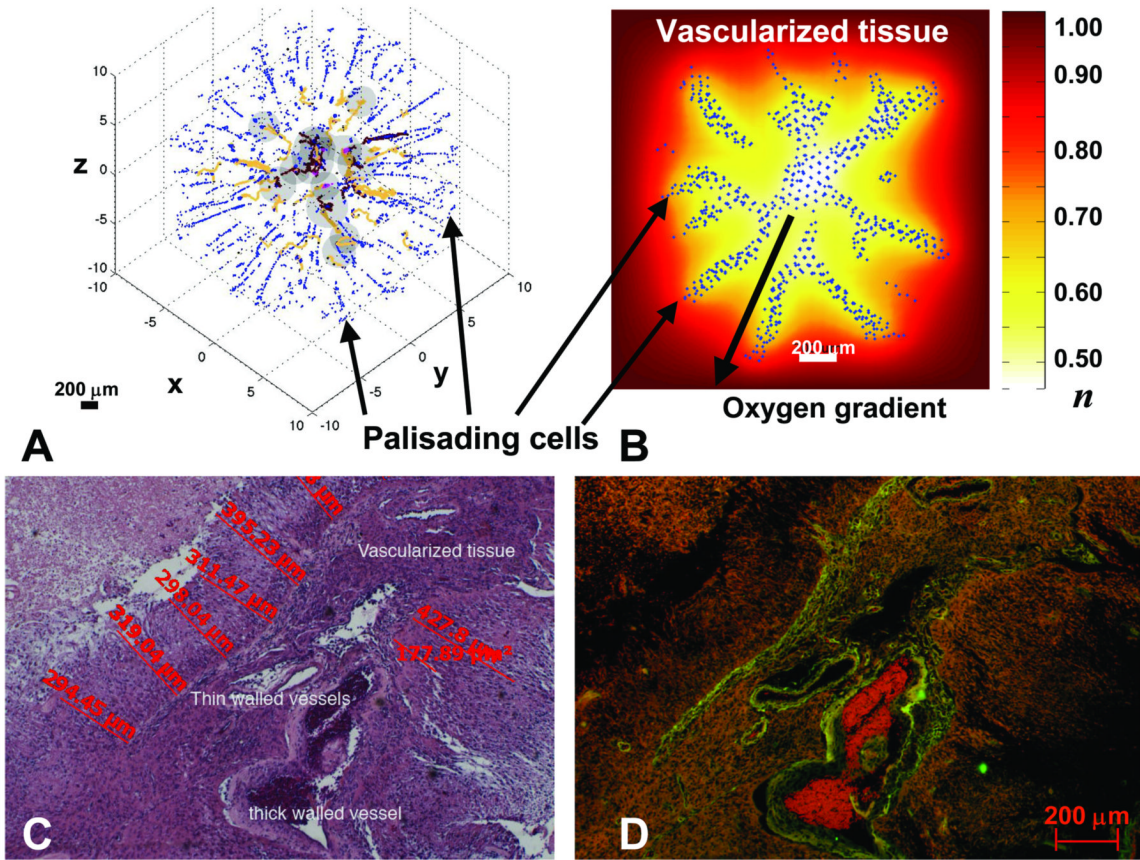 10
5
z
0
-5
-10
-10
-5
0
x
5
10
-10
-5
0
y
5
10
200 µm
A
Palisading cells
Vascularized tissue
200 µm
Oxygen gradient
B
1.00
0.90
0.80
0.70
0.60
0.50
n
395.23 µm
311.47 µm
298.04 µm
319.04 µm
294.45 µm
Vascularized tissue
427.8
177.89
Thin walled vessels
thick walled vessel
C
D
200 µm